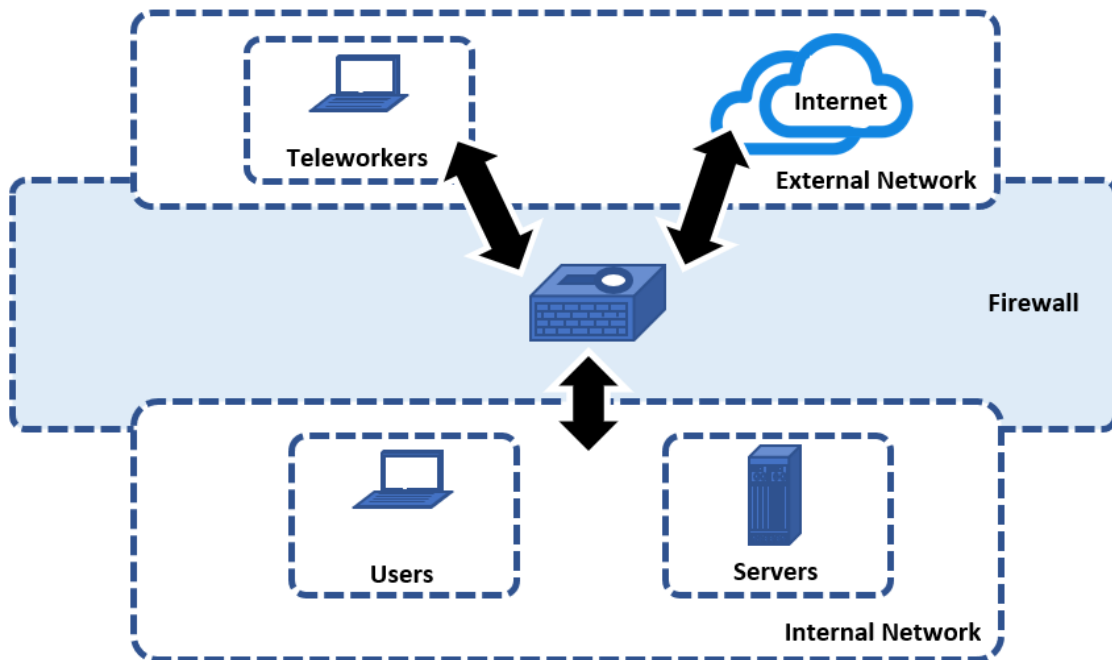 Teleworkers
Internet
External Network
Firewall
Users
Servers
Internal Network